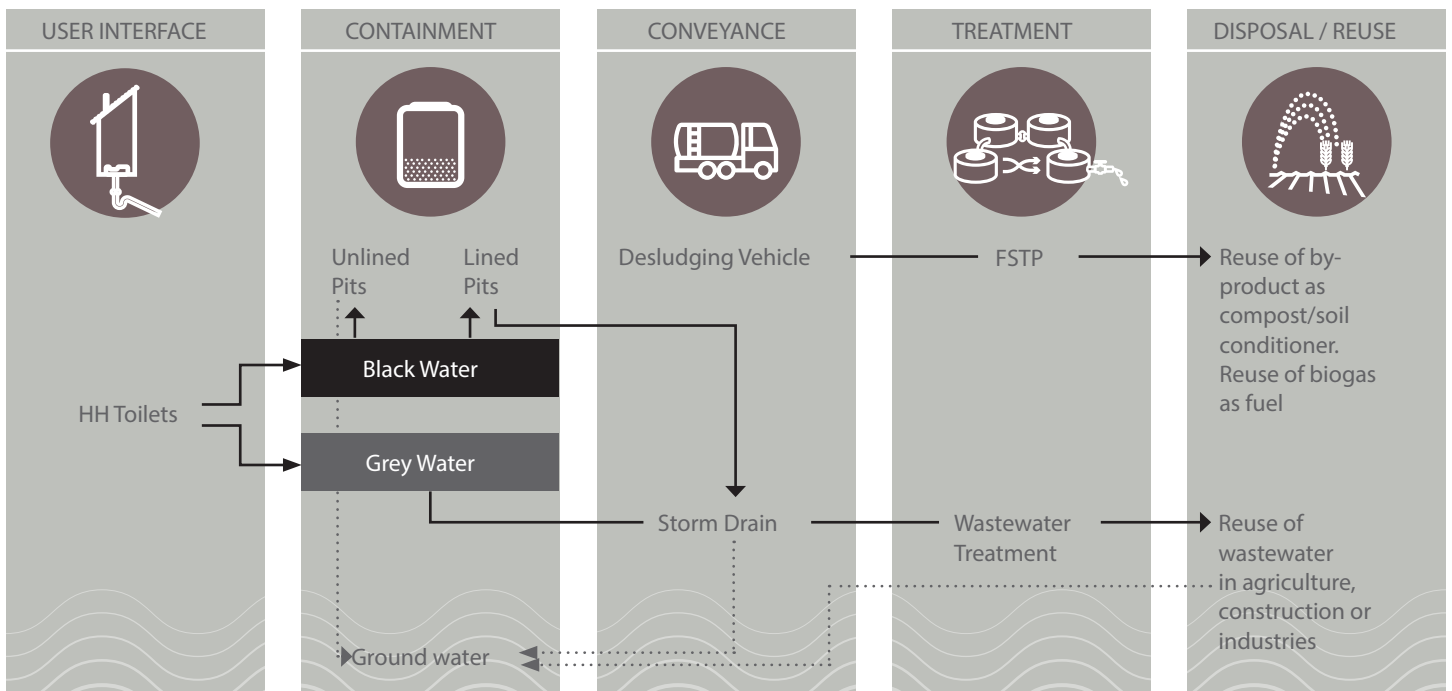 USER INTERFACE
CONTAINMENT
CONVEYANCE
TREATMENT
DISPOSAL / REUSE
Unlined
Pits
Lined
Pits
Desludging Vehicle
FSTP
Reuse of by-
product as
compost/soil
conditioner.
Reuse of biogas
as fuel
Black Water
HH Toilets
Grey Water
Storm Drain
Wastewater
Treatment
Reuse of
wastewater
in agriculture,
construction or
industries
Ground water